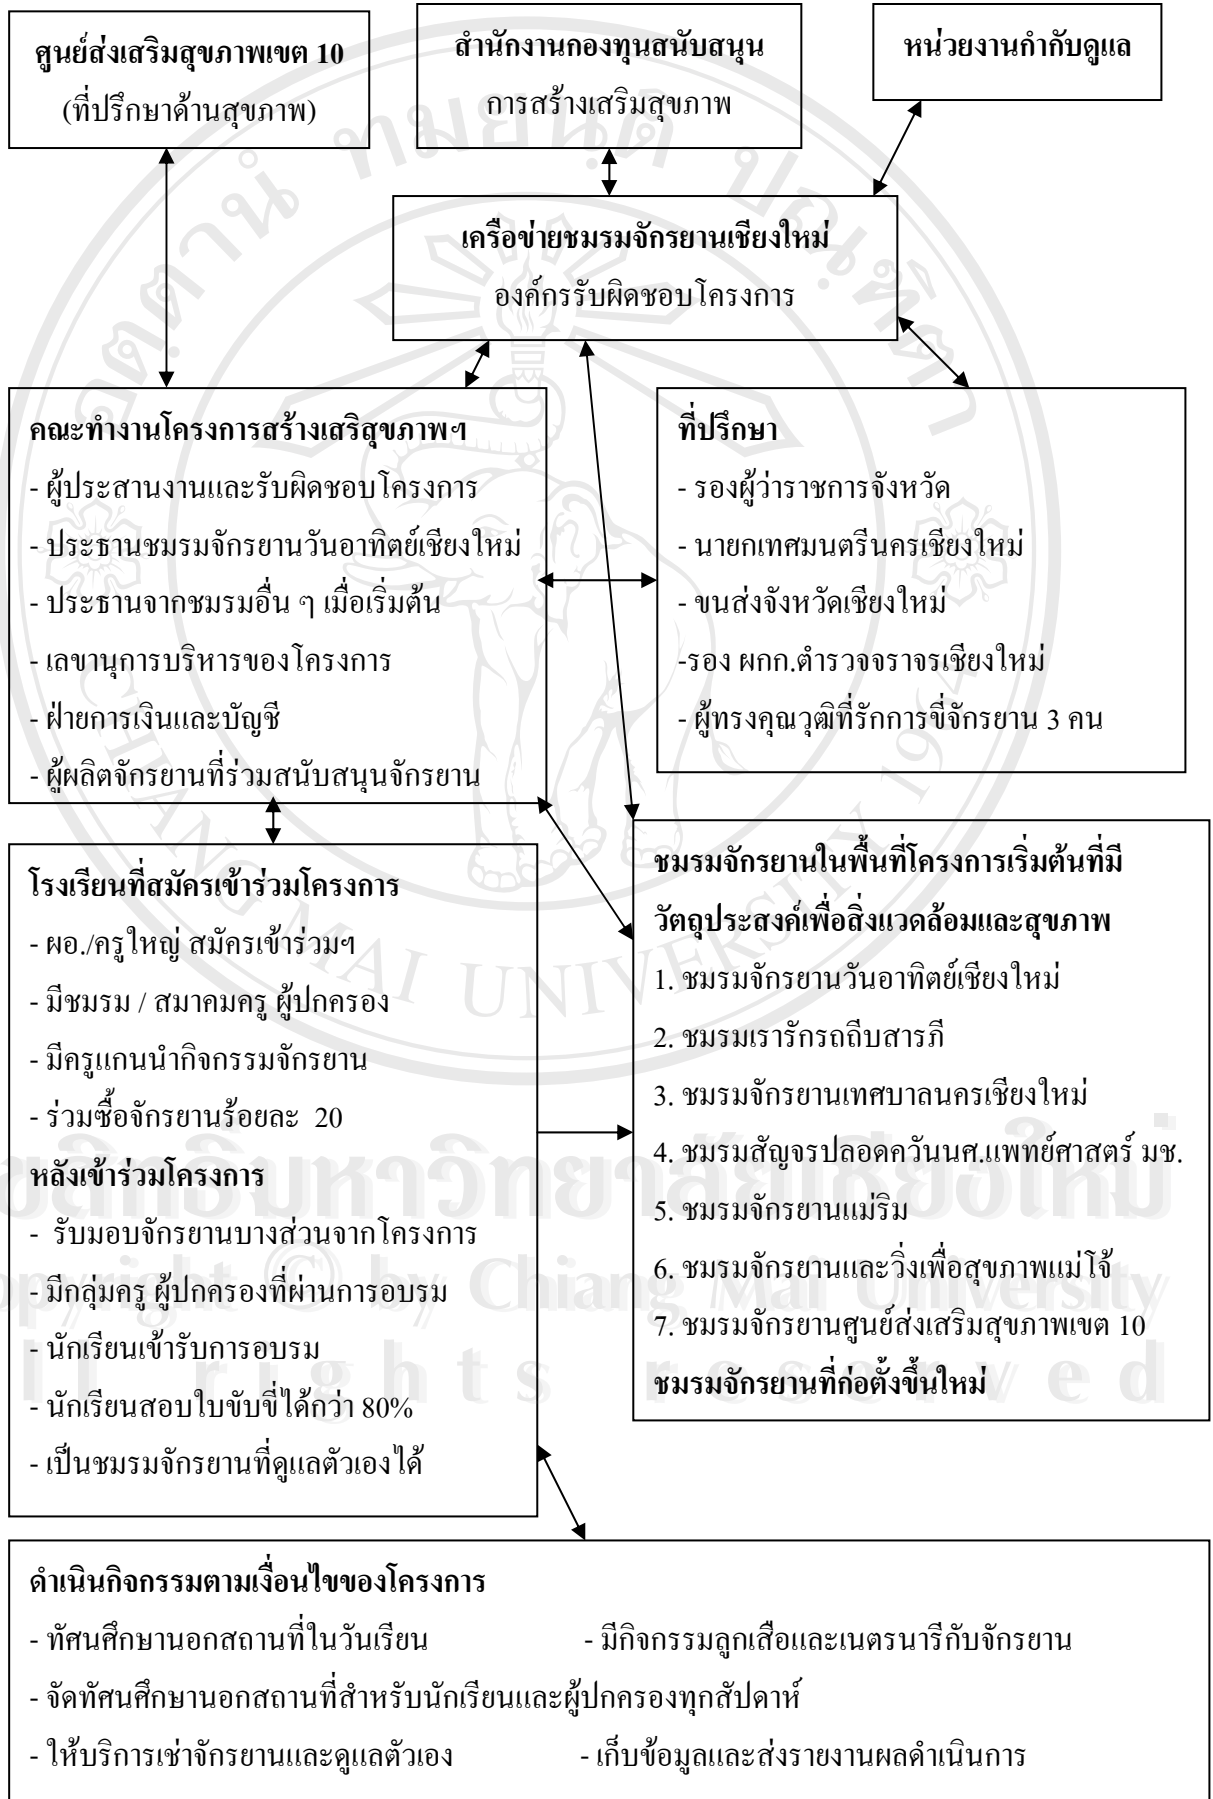 ศูนย์ส่งเสริมสุขภาพเขต 10
(ที่ปรึกษาด้านสุขภาพ)
สำนักงานกองทุนสนับสนุน
การสร้างเสริมสุขภาพ
หน่วยงานกำกับดูแล
เครือข่ายชมรมจักรยานเชียงใหม่
องค์กรรับผิดชอบโครงการ
คณะทำงานโครงการสร้างเสริสุขภาพฯ
- ผู้ประสานงานและรับผิดชอบโครงการ
- ประธานชมรมจักรยานวันอาทิตย์เชียงใหม่
- ประธานจากชมรมอื่น ๆ เมื่อเริ่มต้น
- เลขานุการบริหารของโครงการ
- ฝ่ายการเงินและบัญชี
- ผู้ผลิตจักรยานที่ร่วมสนับสนุนจักรยาน
ที่ปรึกษา
- รองผู้ว่าราชการจังหวัด
- นายกเทศมนตรีนครเชียงใหม่
- ขนส่งจังหวัดเชียงใหม่
-รอง ผกก.ตำรวจจราจรเชียงใหม่
- ผู้ทรงคุณวุฒิที่รักการขี่จักรยาน 3 คน
โรงเรียนที่สมัครเข้าร่วมโครงการ
- ผอ./ครูใหญ่ สมัครเข้าร่วมฯ
- มีชมรม / สมาคมครู ผู้ปกครอง
- มีครูแกนนำกิจกรรมจักรยาน
- ร่วมซื้อจักรยานร้อยละ 20
หลังเข้าร่วมโครงการ
- รับมอบจักรยานบางส่วนจากโครงการ
- มีกลุ่มครู ผู้ปกครองที่ผ่านการอบรม
- นักเรียนเข้ารับการอบรม
- นักเรียนสอบใบขับขี่ได้กว่า 80%
- เป็นชมรมจักรยานที่ดูแลตัวเองได้
ชมรมจักรยานในพื้นที่โครงการเริ่มต้นที่มี
วัตถุประสงค์เพื่อสิ่งแวดล้อมและสุขภาพ
1. ชมรมจักรยานวันอาทิตย์เชียงใหม่
2. ชมรมเรารักรถถีบสารภี
3. ชมรมจักรยานเทศบาลนครเชียงใหม่
4. ชมรมสัญจรปลอดควันนศ.แพทย์ศาสตร์ มช.
5. ชมรมจักรยานแม่ริม
6. ชมรมจักรยานและวิ่งเพื่อสุขภาพแม่โจ้
7. ชมรมจักรยานศูนย์ส่งเสริมสุขภาพเขต 10
ชมรมจักรยานที่ก่อตั้งขึ้นใหม่
ดำเนินกิจกรรมตามเงื่อนไขของโครงการ
- ทัศนศึกษานอกสถานที่ในวันเรียน - มีกิจกรรมลูกเสือและเนตรนารีกับจักรยาน
- จัดทัศนศึกษานอกสถานที่สำหรับนักเรียนและผู้ปกครองทุกสัปดาห์
- ให้บริการเช่าจักรยานและดูแลตัวเอง - เก็บข้อมูลและส่งรายงานผลดำเนินการ
CHIANG MAI UNIVERSITY 1964
มหาวิทยาลัยเชียงใหม่
opyright © by Chiang Mai University
ll rights reserved